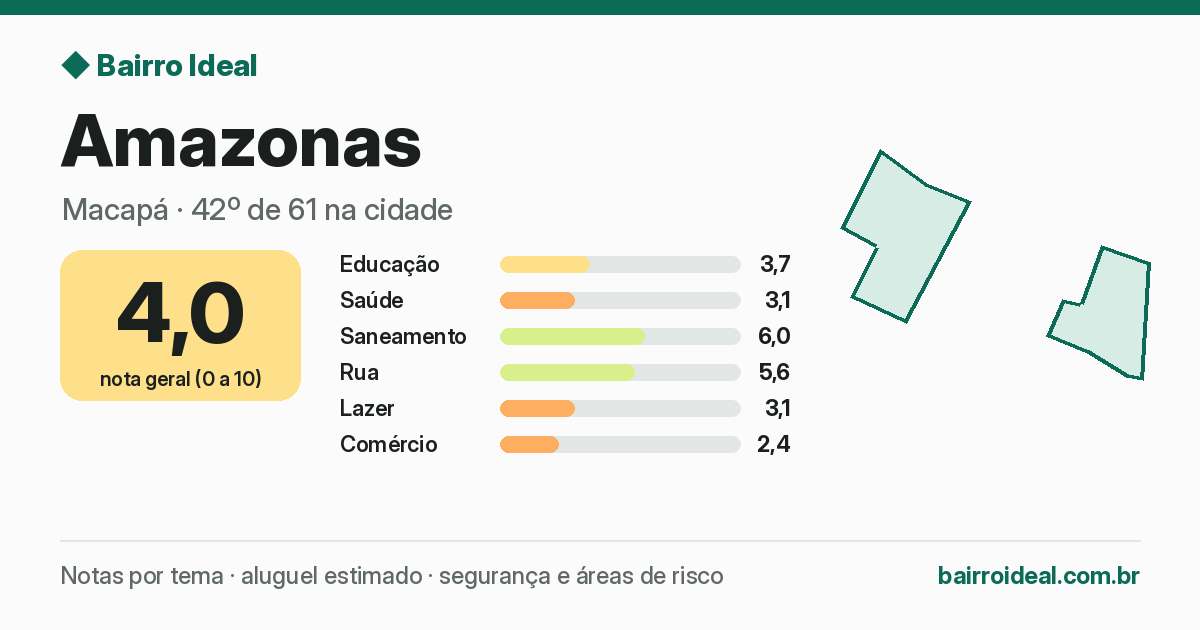 Bairro Ideal
Amazonas
Macapá · 42º de 61 na cidade
4,0
nota geral (0 a 10)
Educação 3,7
Saúde 3,1
Saneamento 6,0
Rua 5,6
Lazer 3,1
Comércio 2,4
Notas por tema · aluguel estimado · segurança e áreas de risco
bairroideal.com.br